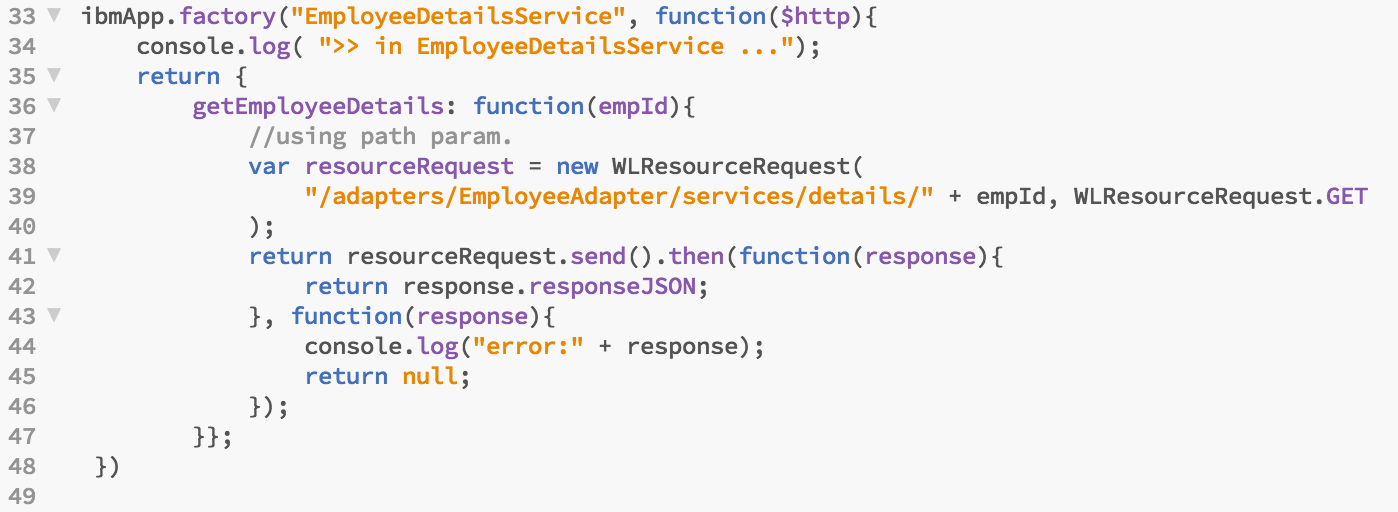 33 ▼ ibmApp.factory("EmployeeDetailsService", function($http){
34     console.log( ">> in EmployeeDetailsService ...");
35 ▼     return {
36 ▼         getEmployeeDetails: function(empId){
37             //using path param.
38             var resourceRequest = new WLResourceRequest(
39                 "/adapters/EmployeeAdapter/services/details/" + empId, WLResourceRequest.GET
40             );
41 ▼             return resourceRequest.send().then(function(response){
42                 return response.responseJSON;
43 ▼             }, function(response){
44                 console.log("error:" + response);
45                 return null;
46             });
47         }};
48  })
49